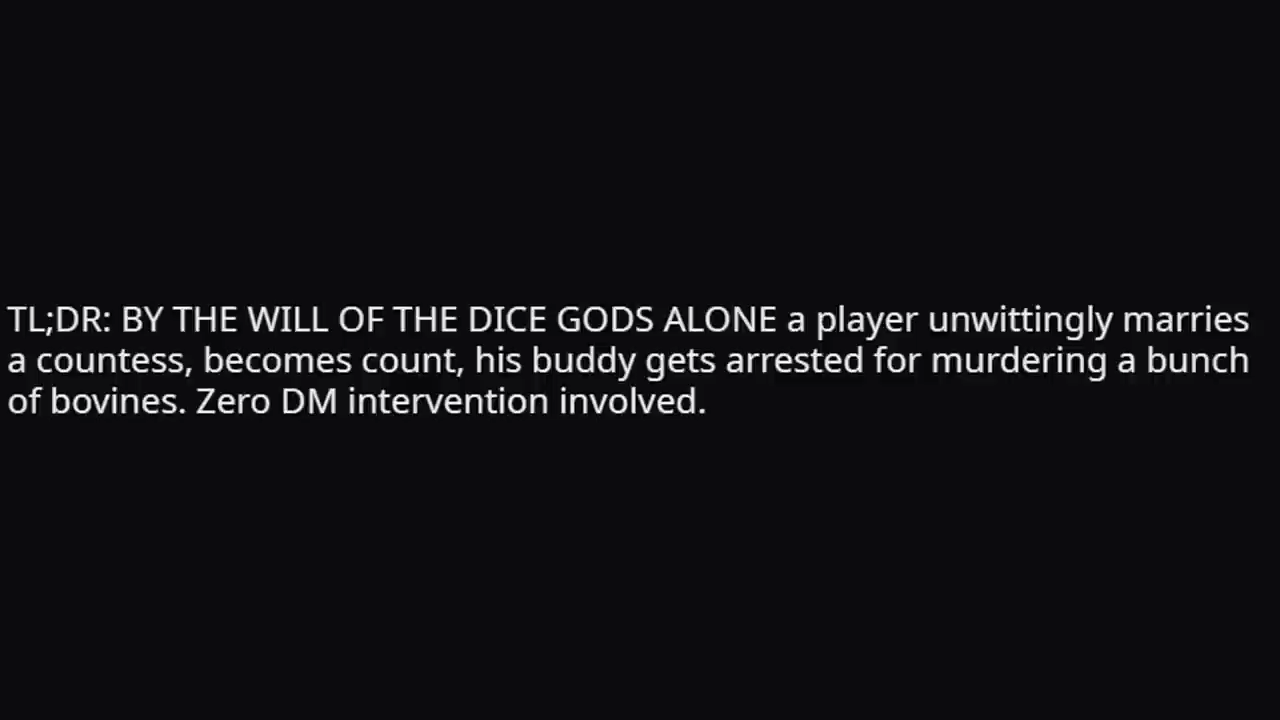 TL;DR: BY THE WILL OF THE DICE GODS ALONE a player unwittingly marries
a countess, becomes count, his buddy gets arrested for murdering a bunch
of bovines. Zero DM intervention involved.